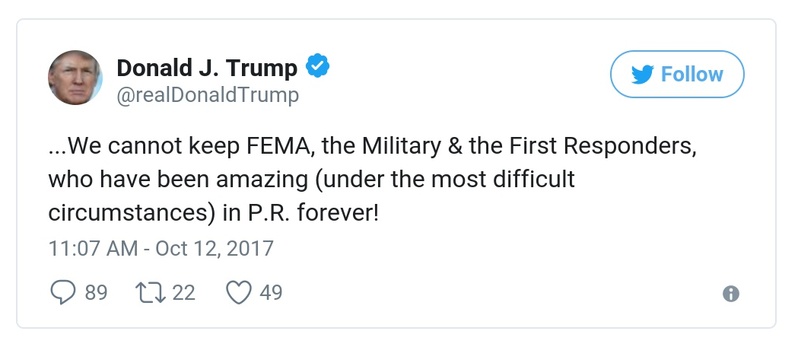 Donald J. Trump
Follow
@realDonaldTrump
...We cannot keep FEMA, the Military & the First Responders,
who have been amazing (under the most difficult
circumstances) in P.R. forever!
11:07 AM - Oct 12, 2017
89 22 49